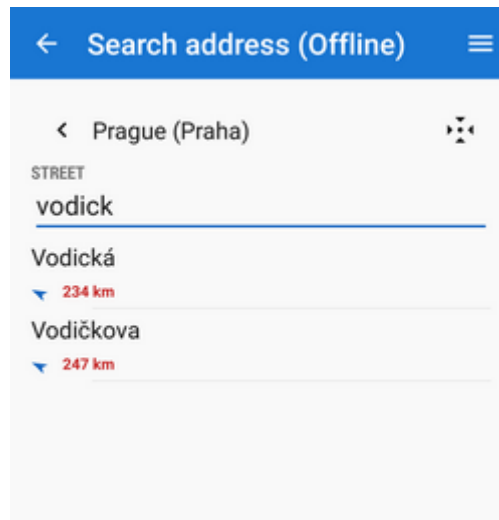 Search address (Offline)
Prague (Praha)
STREET
vodick
Vodická
234 km
Vodičkova
247 km